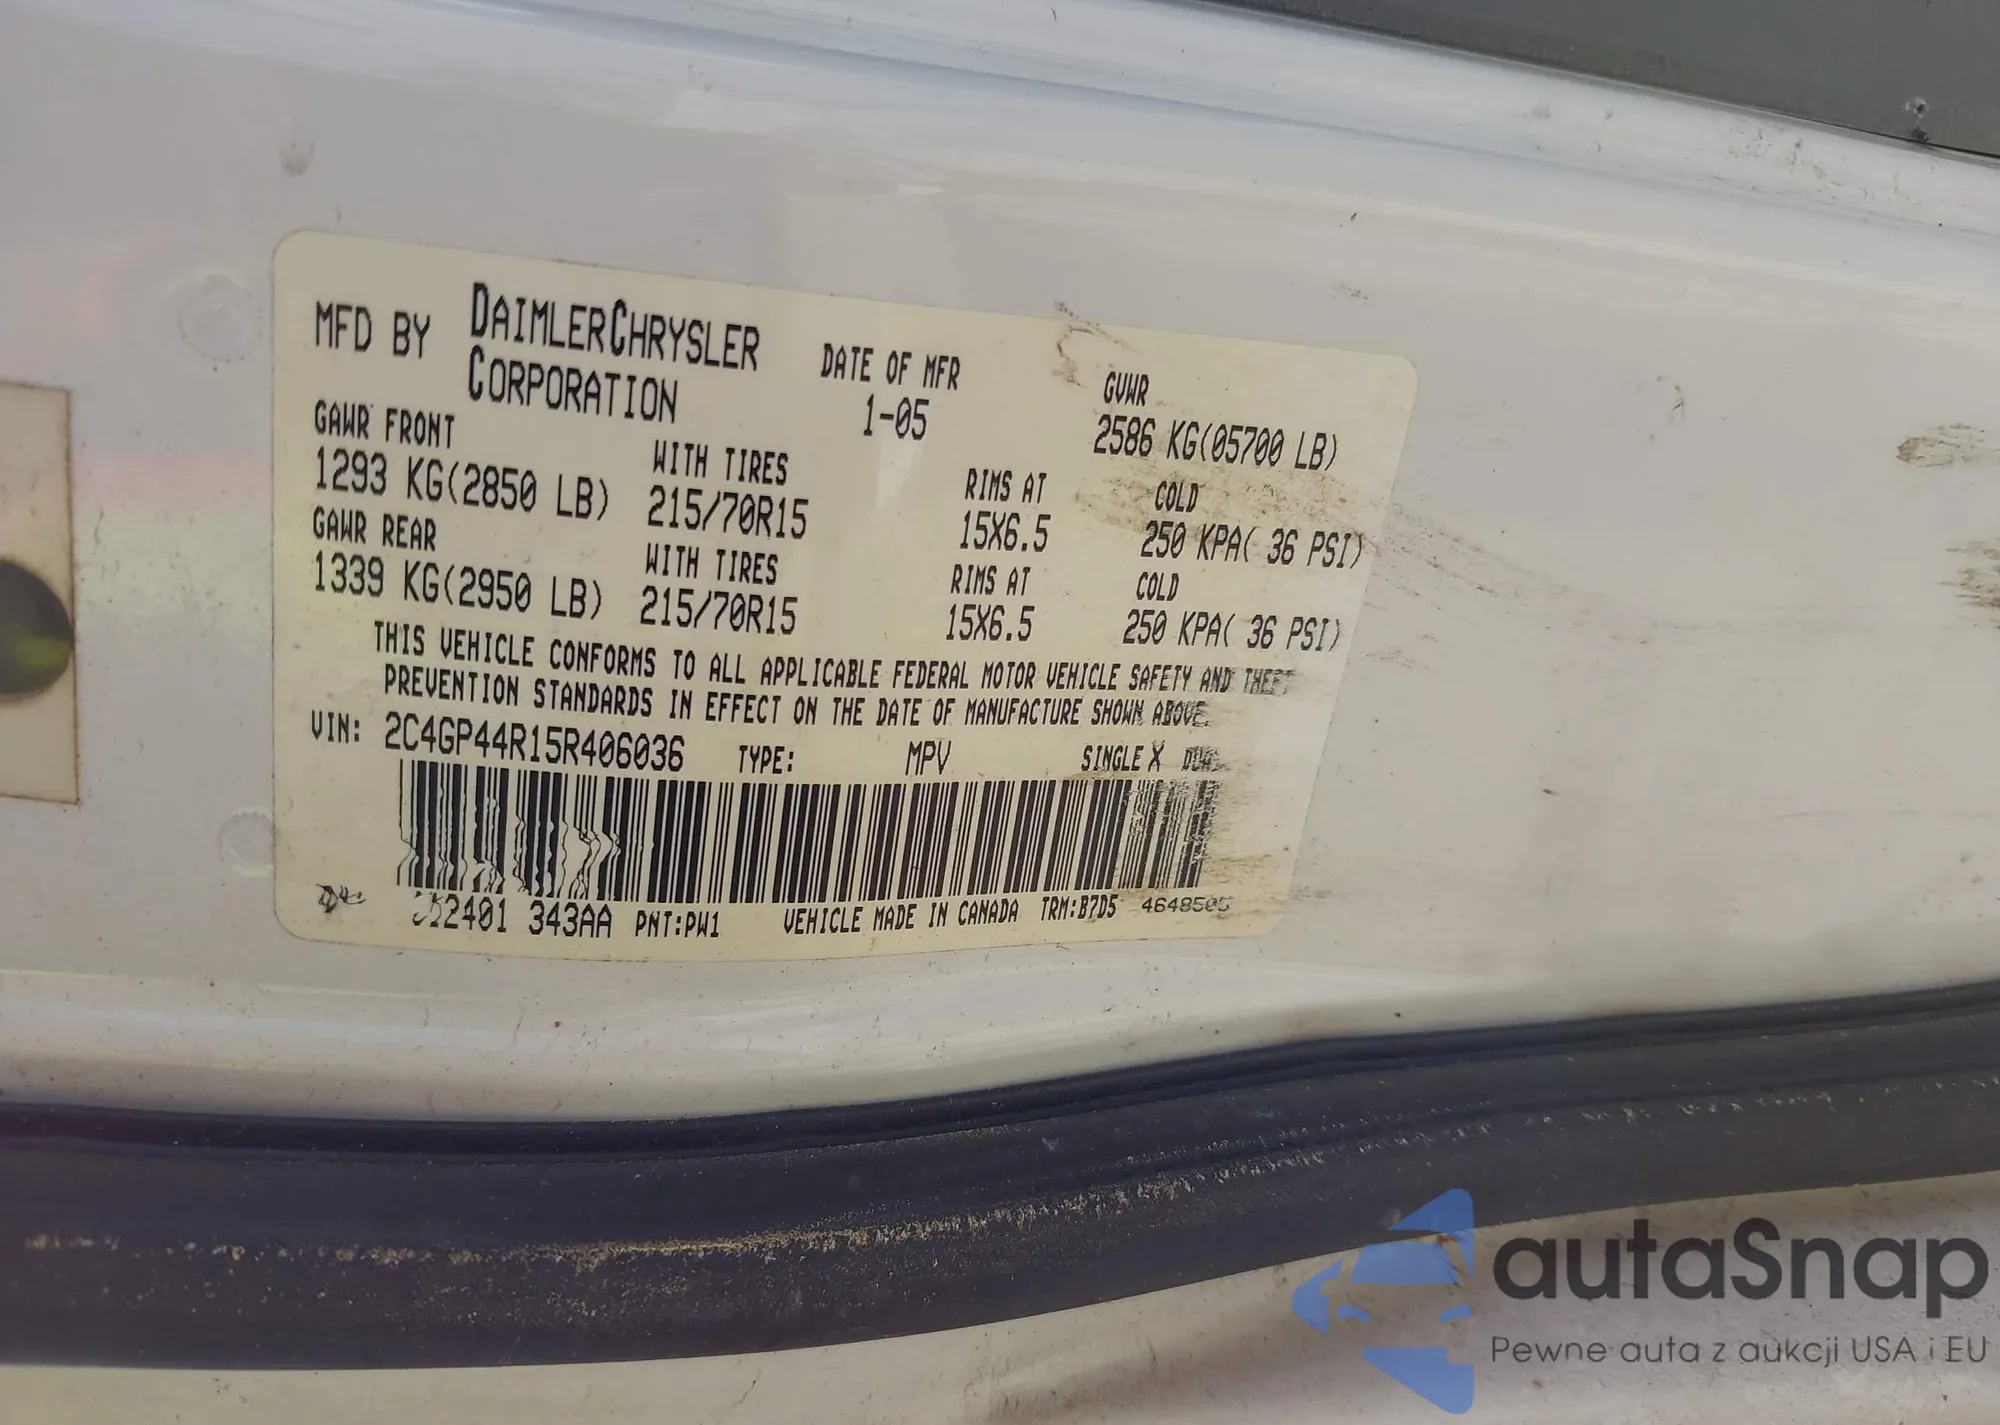 MFD BY DAIMLERCHRYSLER CORPORATION DATE OF MFR 1-05 GVWR 2586 KG(05700 LB)
GAWR FRONT WITH TIRES RIMS AT COLD
1293 KG(2850 LB) 215/70R15 15X6.5 250 KPA( 36 PSI)
GAWR REAR WITH TIRES RIMS AT COLD
1339 KG(2950 LB) 215/70R15 15X6.5 250 KPA( 36 PSI)
THIS VEHICLE CONFORMS TO ALL APPLICABLE FEDERAL MOTOR VEHICLE SAFETY AND THEFT
PREVENTION STANDARDS IN EFFECT ON THE DATE OF MANUFACTURE SHOWN ABOVE.
VIN: 2C4GP44R15R406036 TYPE: MPV SINGLE X
343AA PNT:PW1 VEHICLE MADE IN CANADA TRM:B7D5
autaSnap
Pewne auta z aukcji USA i EU